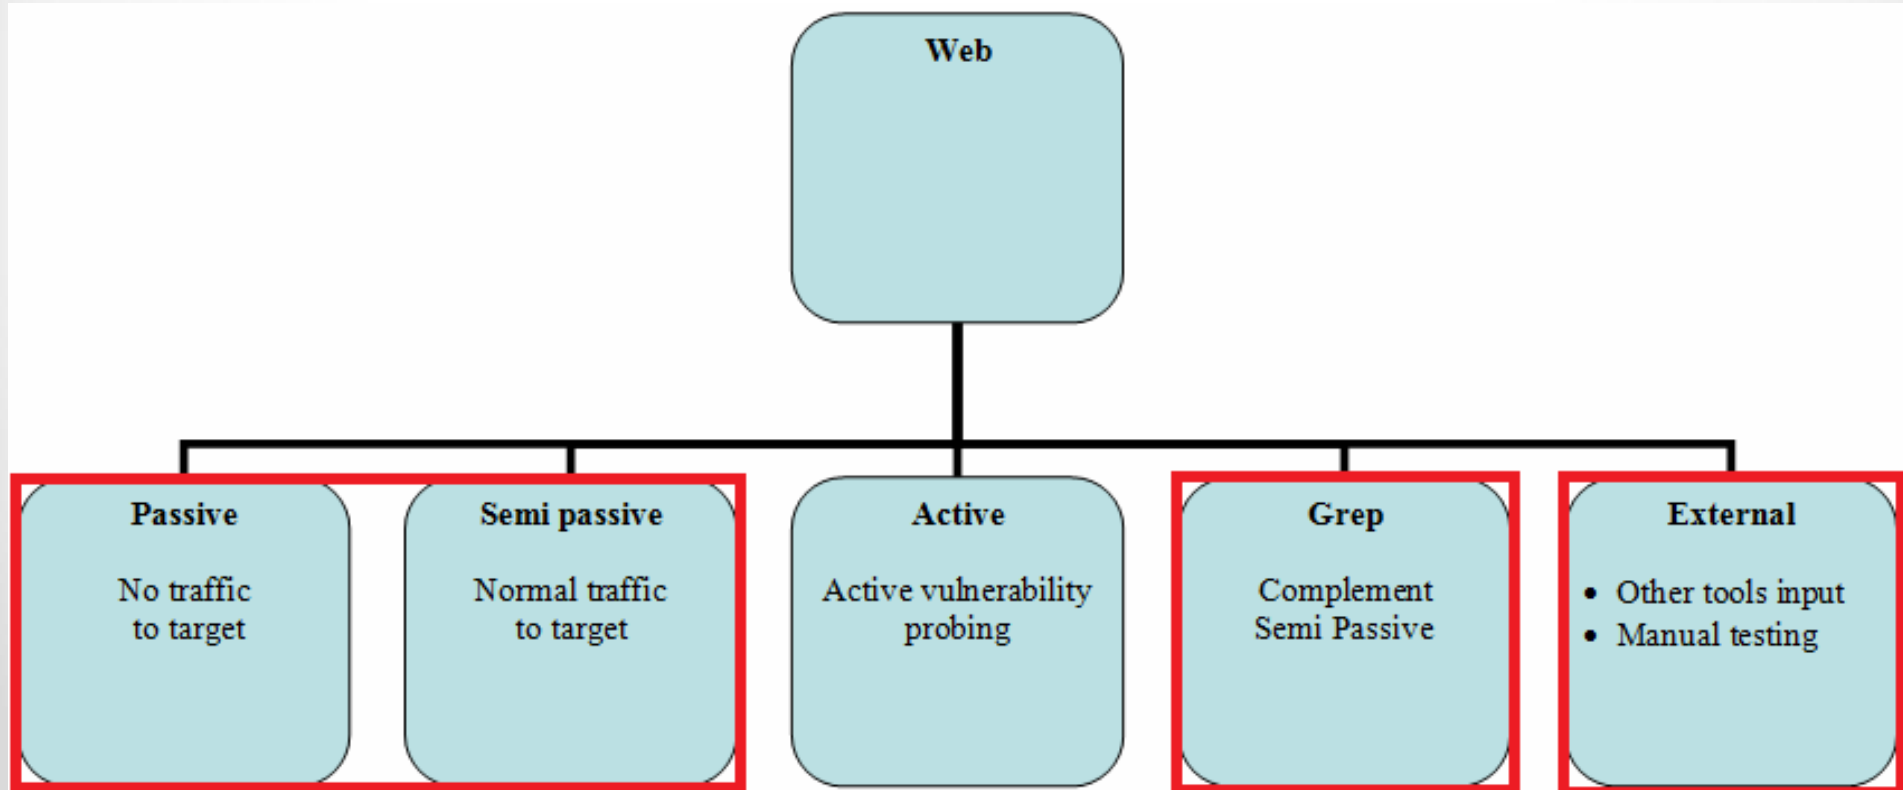 Web
Passive
No traffic
to target
Semi passive
Normal traffic
to target
Active
Active vulnerability
probing
Grep
Complement
Semi Passive
External
• Other tools input
• Manual testing